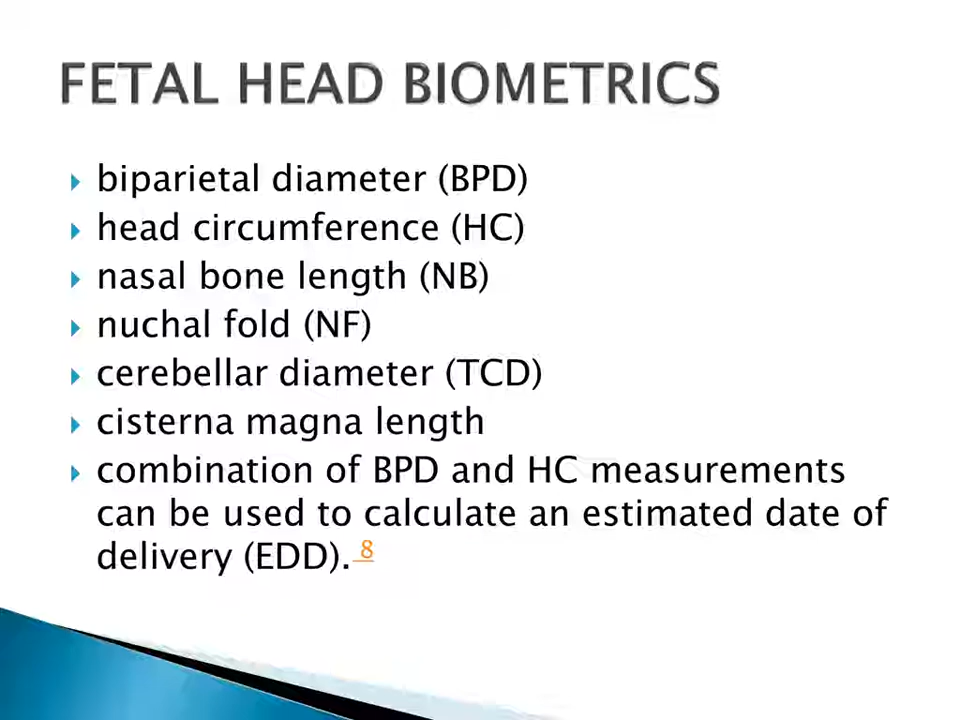 FETAL HEAD BIOMETRICS
biparietal diameter (BPD)
head circumference (HC)
nasal bone length (NB)
nuchal fold (NF)
cerebellar diameter (TCD)
cisterna magna length
combination of BPD and HC measurements
can be used to calculate an estimated date of
delivery (EDD). 8